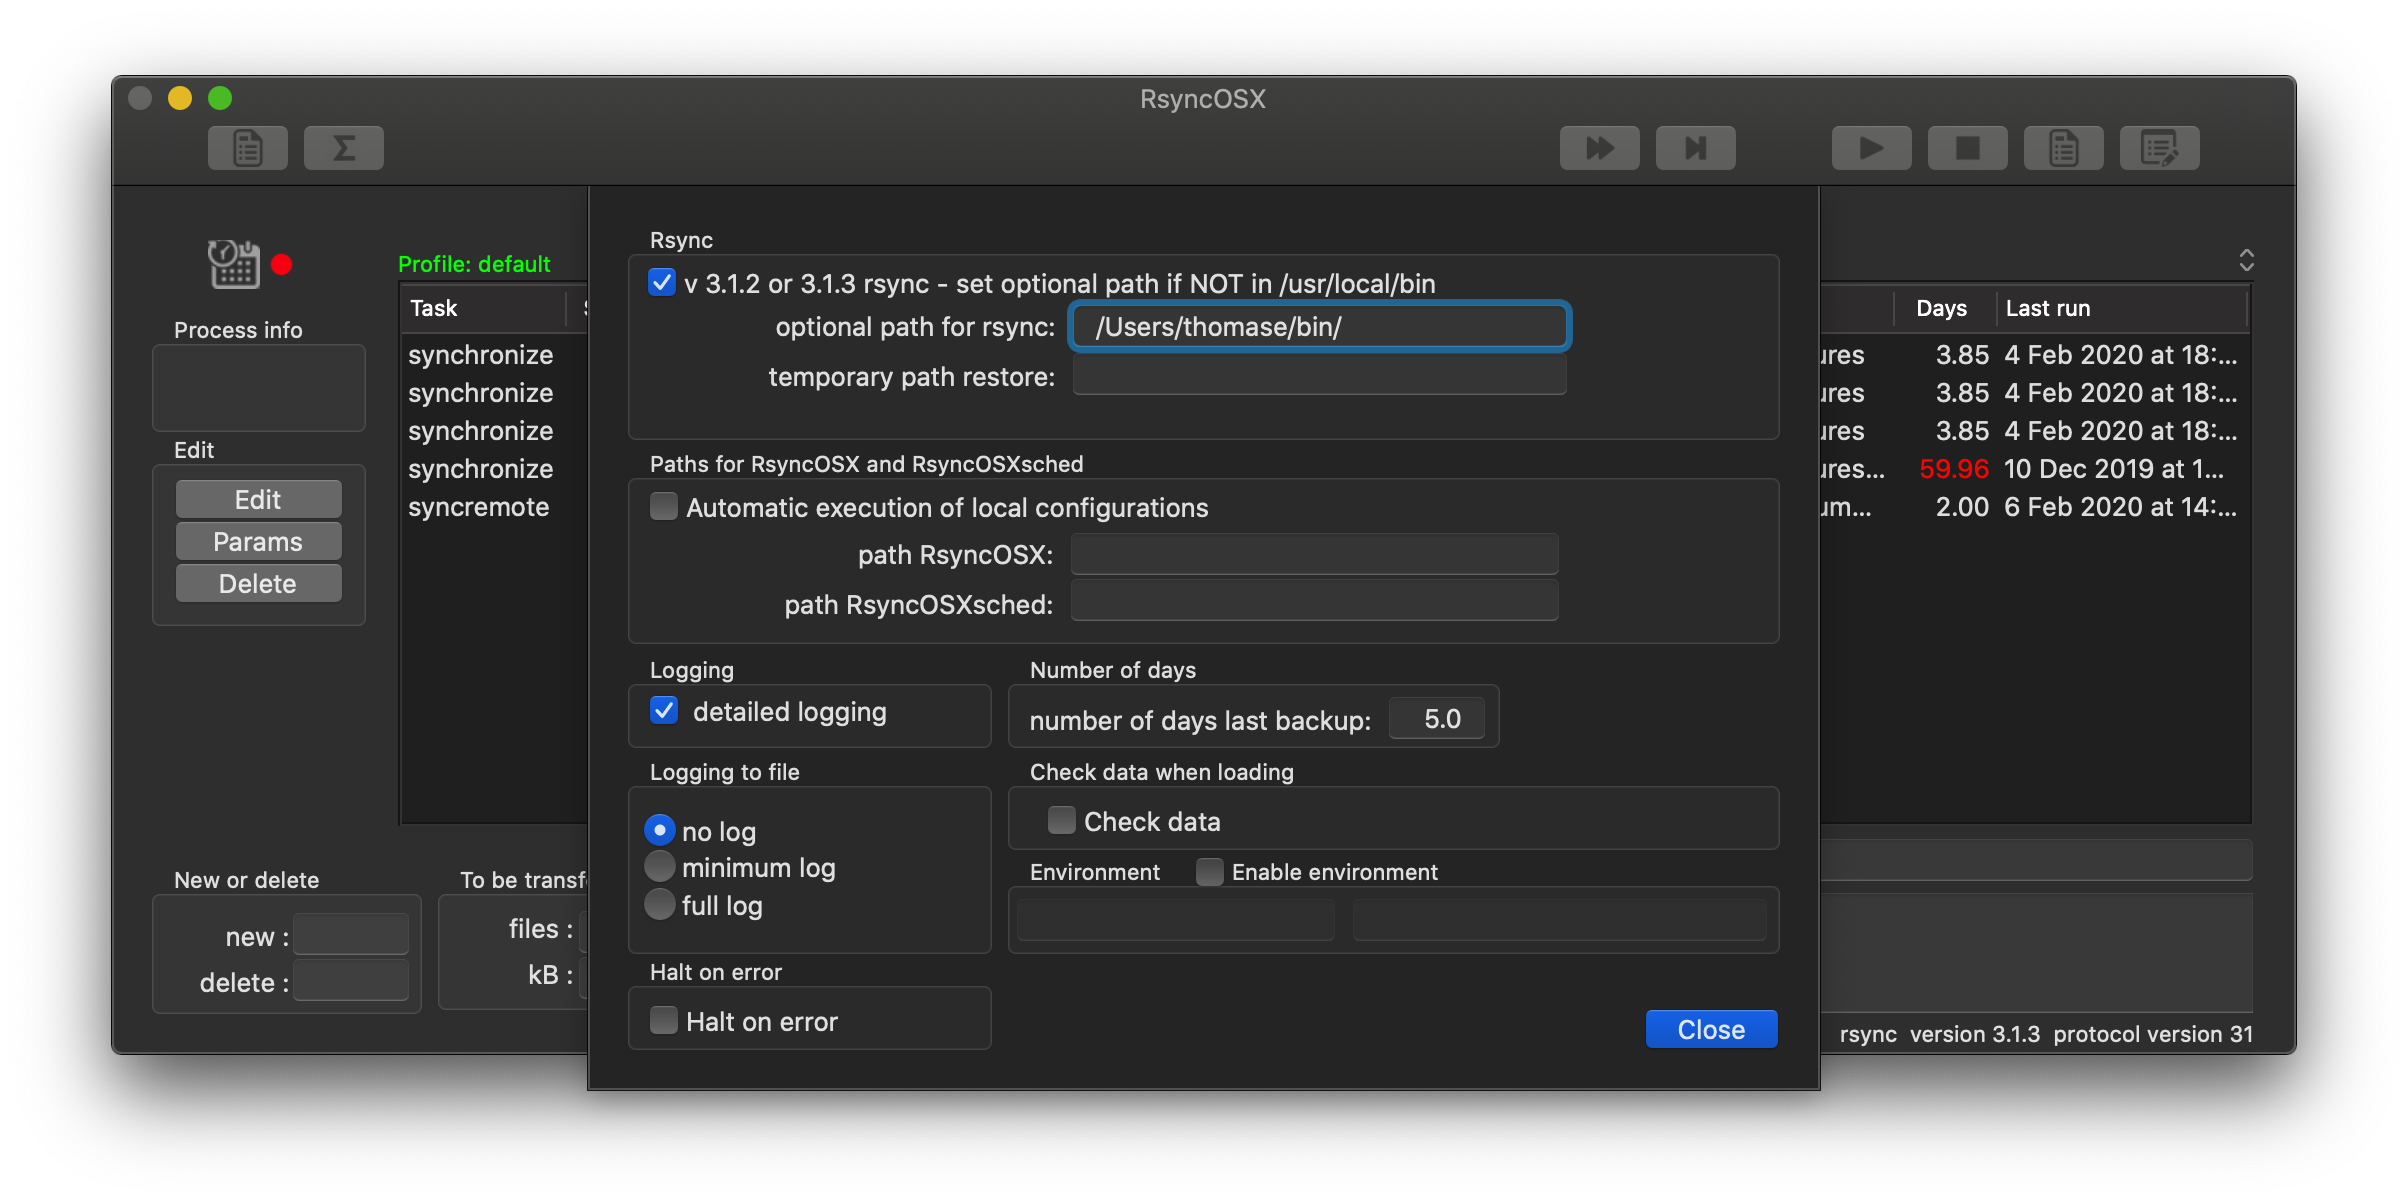 RsyncOSX
Profile: default
Process info
Edit
Edit
Params
Delete
Task
synchronize
synchronize
synchronize
synchronize
syncremote
New or delete
new :
delete :
To be transf
files :
kB :
Rsync
v 3.1.2 or 3.1.3 rsync - set optional path if NOT in /usr/local/bin
optional path for rsync: /Users/thomase/bin/
temporary path restore:
Paths for RsyncOSX and RsyncOSXsched
Automatic execution of local configurations
path RsyncOSX:
path RsyncOSXsched:
Logging
detailed logging
Number of days
number of days last backup: 5.0
Logging to file
no log
minimum log
full log
Check data when loading
Check data
Environment Enable environment
Halt on error
Halt on error
Close
Days Last run
ures 3.85 4 Feb 2020 at 18:...
ures 3.85 4 Feb 2020 at 18:...
ures 3.85 4 Feb 2020 at 18:...
ures... 59.96 10 Dec 2019 at 1...
um... 2.00 6 Feb 2020 at 14:...
rsync version 3.1.3 protocol version 31